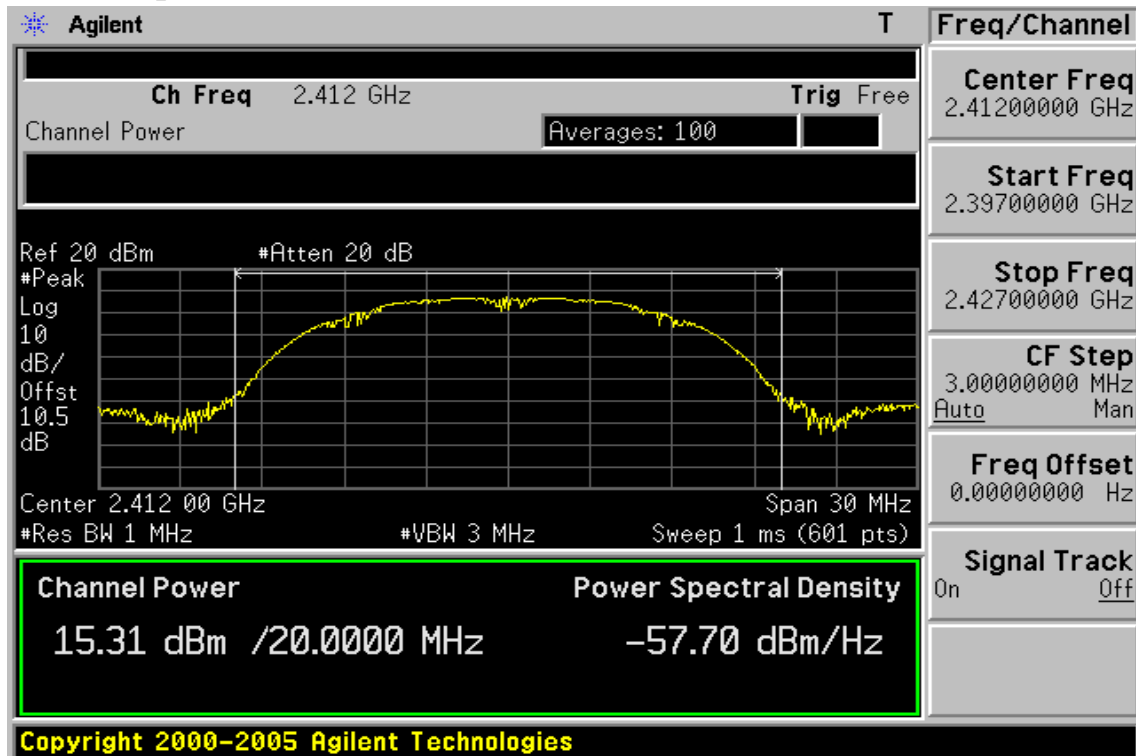 Agilent T
Ch Freq 2.412 GHz Trig Free
Channel Power Averages: 100
Ref 20 dBm #Atten 20 dB
#Peak
Log
10
dB/
Offst
10.5
dB
Center 2.412 00 GHz Span 30 MHz
#Res BW 1 MHz #VBW 3 MHz Sweep 1 ms (601 pts)
Channel Power Power Spectral Density
15.31 dBm /20.0000 MHz -57.70 dBm/Hz
Copyright 2000-2005 Agilent Technologies
Freq/Channel
Center Freq
2.41200000 GHz
Start Freq
2.39700000 GHz
Stop Freq
2.42700000 GHz
CF Step
3.00000000 MHz
Auto Man
Freq Offset
0.00000000 Hz
Signal Track
On Off